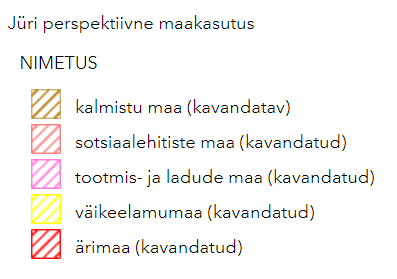 Jüri perspektiivne maakasutus
NIMETUS
kalmistu maa (kavandatav)
sotsiaalehitiste maa (kavandatud)
tootmis- ja ladude maa (kavandatud)
väikeelamumaa (kavandatud)
ärimaa (kavandatud)